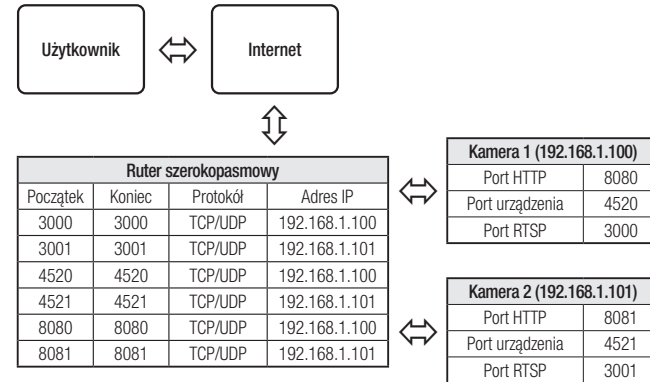 Użytkownik
Internet
Ruter szerokopasmowy
Początek Koniec Protokół Adres IP
3000 3000 TCP/UDP 192.168.1.100
3001 3001 TCP/UDP 192.168.1.101
4520 4520 TCP/UDP 192.168.1.100
4521 4521 TCP/UDP 192.168.1.101
8080 8080 TCP/UDP 192.168.1.100
8081 8081 TCP/UDP 192.168.1.101
Kamera 1 (192.168.1.100)
Port HTTP 8080
Port urządzenia 4520
Port RTSP 3000
Kamera 2 (192.168.1.101)
Port HTTP 8081
Port urządzenia 4521
Port RTSP 3001